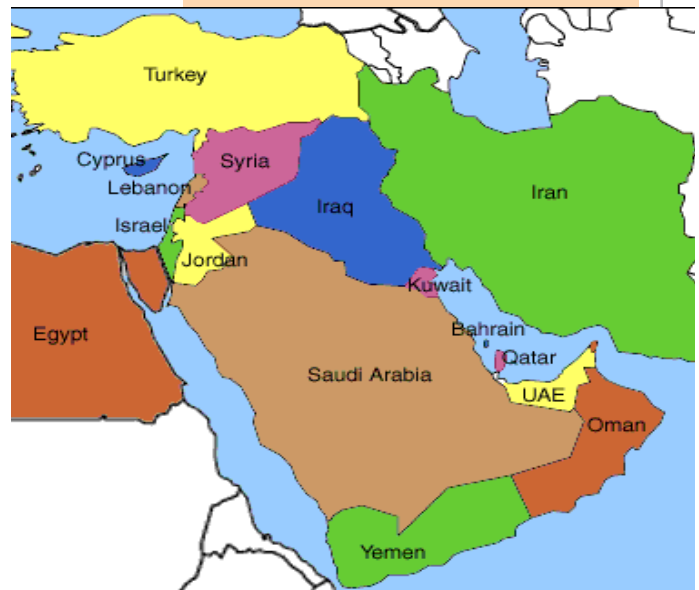 Turkey
Cyprus
Syria
Lebanon
Iraq
Iran
Israel
Jordan
Kuwait
Egypt
Bahrain
Qatar
Saudi Arabia
UAE
Oman
Yemen